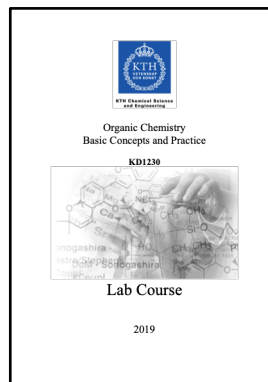 KTH
VETENSKAP
OCH KONST
KTH Chemical Science
and Engineering
Organic Chemistry
Basic Concepts and Practice
KD1230
Sonogashira
Lab Course
2019